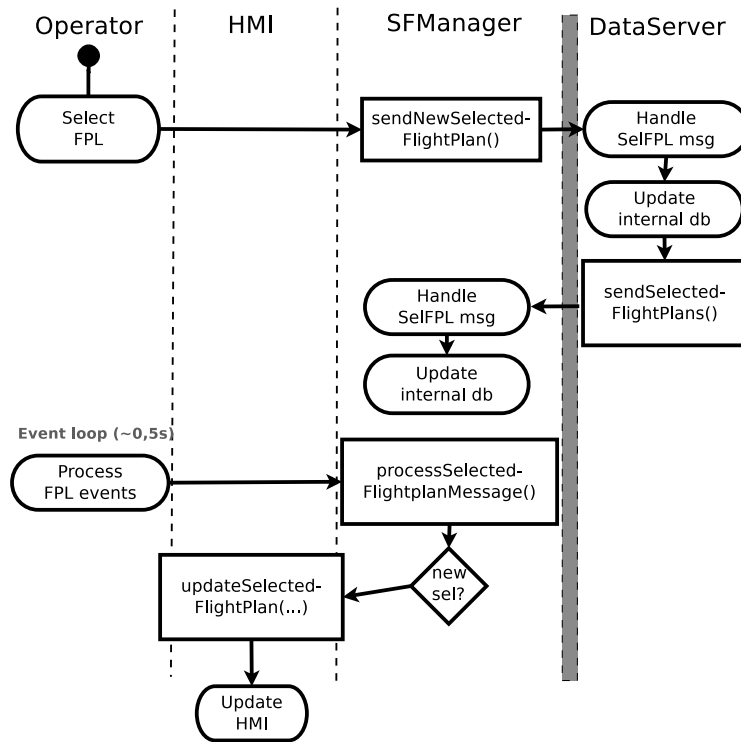 Operator
HMI
SFManager
DataServer
Select
FPL
sendNewSelected-
FlightPlan()
Handle
SelFPL msg
Update
internal db
sendSelected-
FlightPlans()
Handle
SelFPL msg
Update
internal db
Event loop (~0,5s)
Process
FPL events
processSelected-
FlightplanMessage()
new
sel?
updateSelected-
FlightPlan(...)
Update
HMI